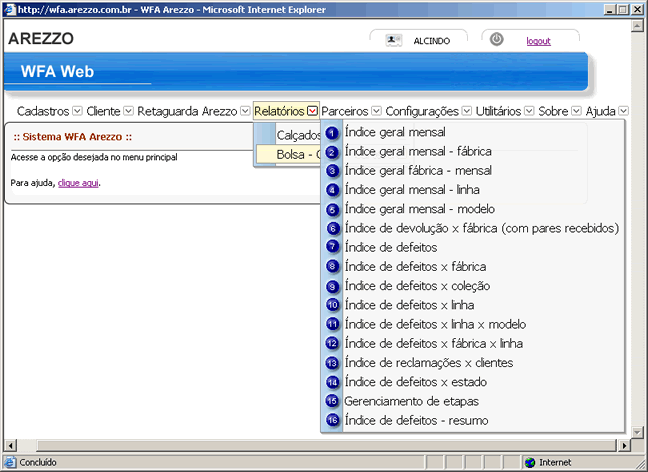 http://wfa.arezzo.com.br - WFA Arezzo - Microsoft Internet Explorer
AREZZO
ALCINDO
logout
WFA Web
Cadastros Cliente Retaguarda Arezzo Relatórios Parceiros Configurações Utilitários Sobre Ajuda
:: Sistema WFA Arezzo ::
Acesse a opção desejada no menu principal
Para ajuda, clique aqui.
Calçados
Bolsa -
1 Índice geral mensal
2 Índice geral mensal - fábrica
3 Índice geral fábrica - mensal
4 Índice geral mensal - linha
5 Índice geral mensal - modelo
6 Índice de devolução x fábrica (com pares recebidos)
7 Índice de defeitos
8 Índice de defeitos x fábrica
9 Índice de defeitos x coleção
10 Índice de defeitos x linha
11 Índice de defeitos x linha x modelo
12 Índice de defeitos x fábrica x linha
13 Índice de reclamações x clientes
14 Índice de defeitos x estado
15 Gerenciamento de etapas
16 Índice de defeitos - resumo
Concluído
Internet